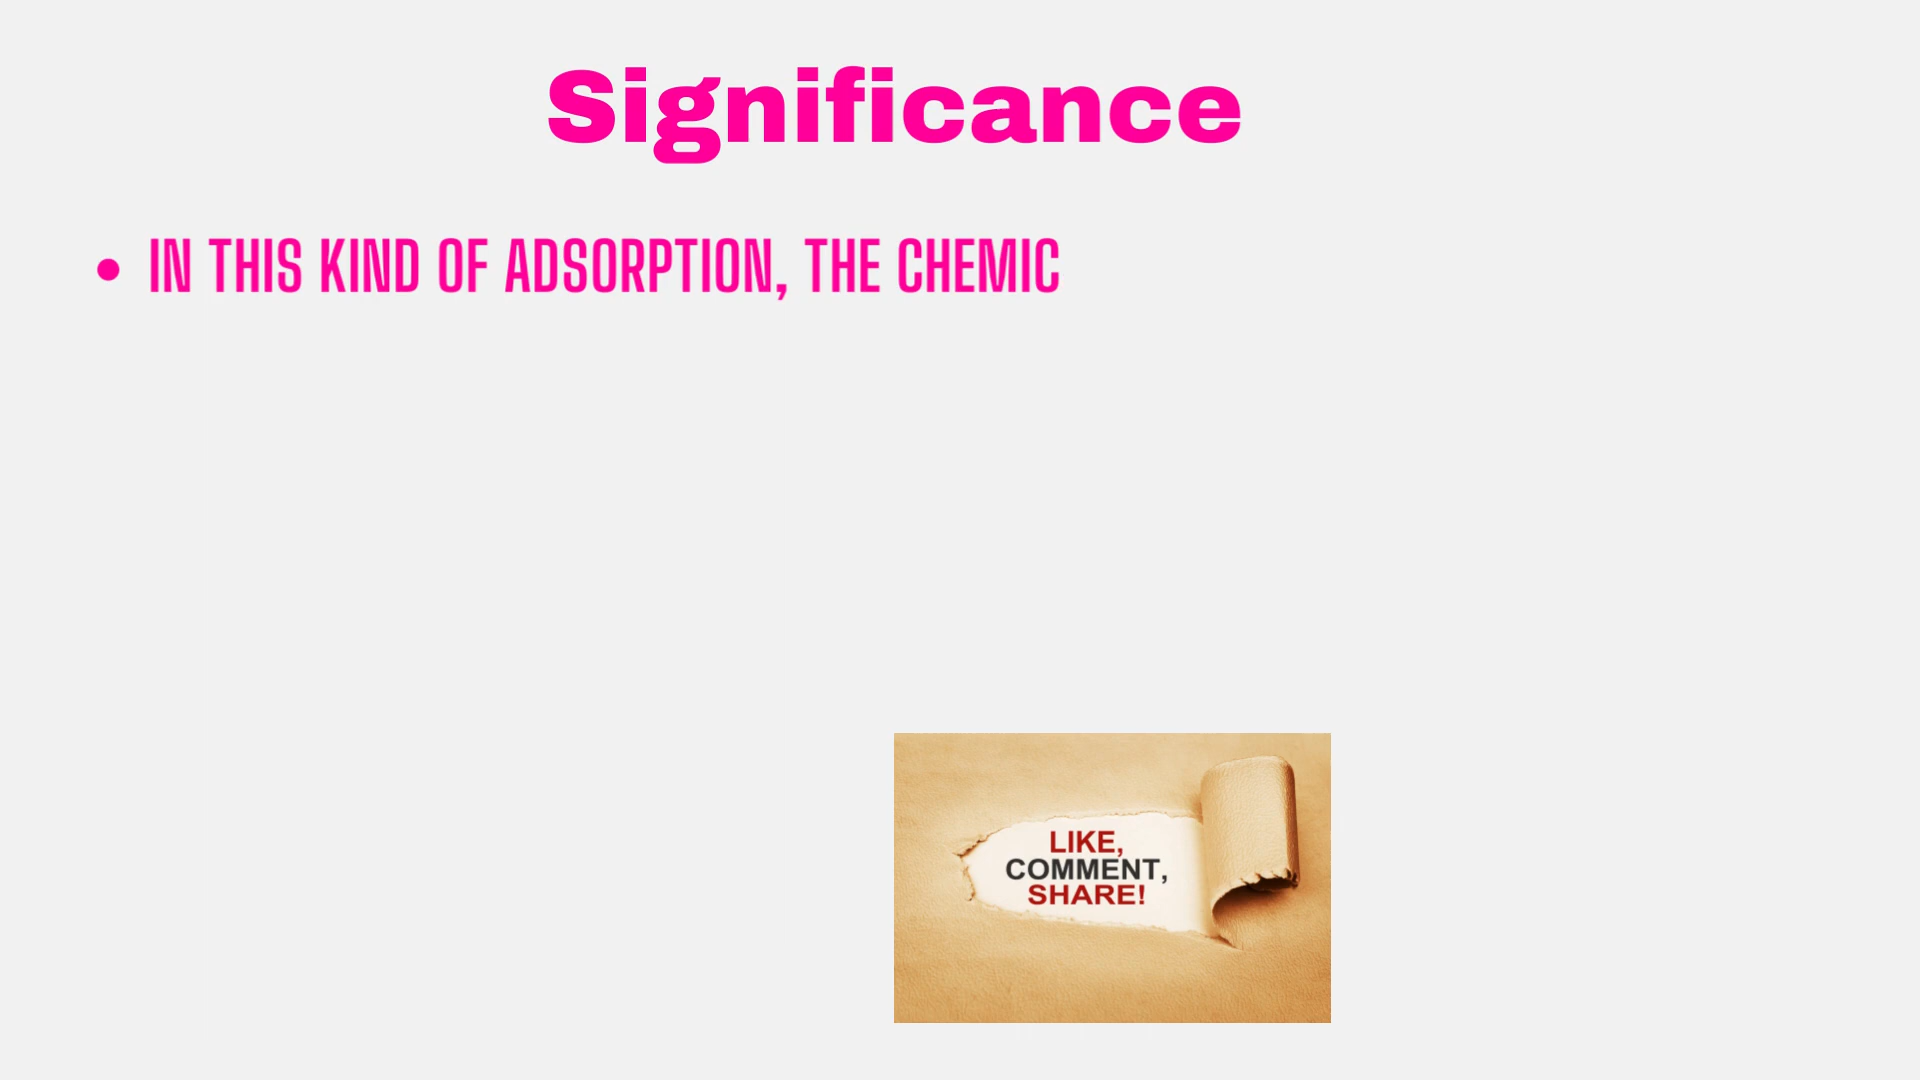 Significance
• IN THIS KIND OF ADSORPTION, THE CHEMIC
LIKE,
COMMENT,
SHARE!